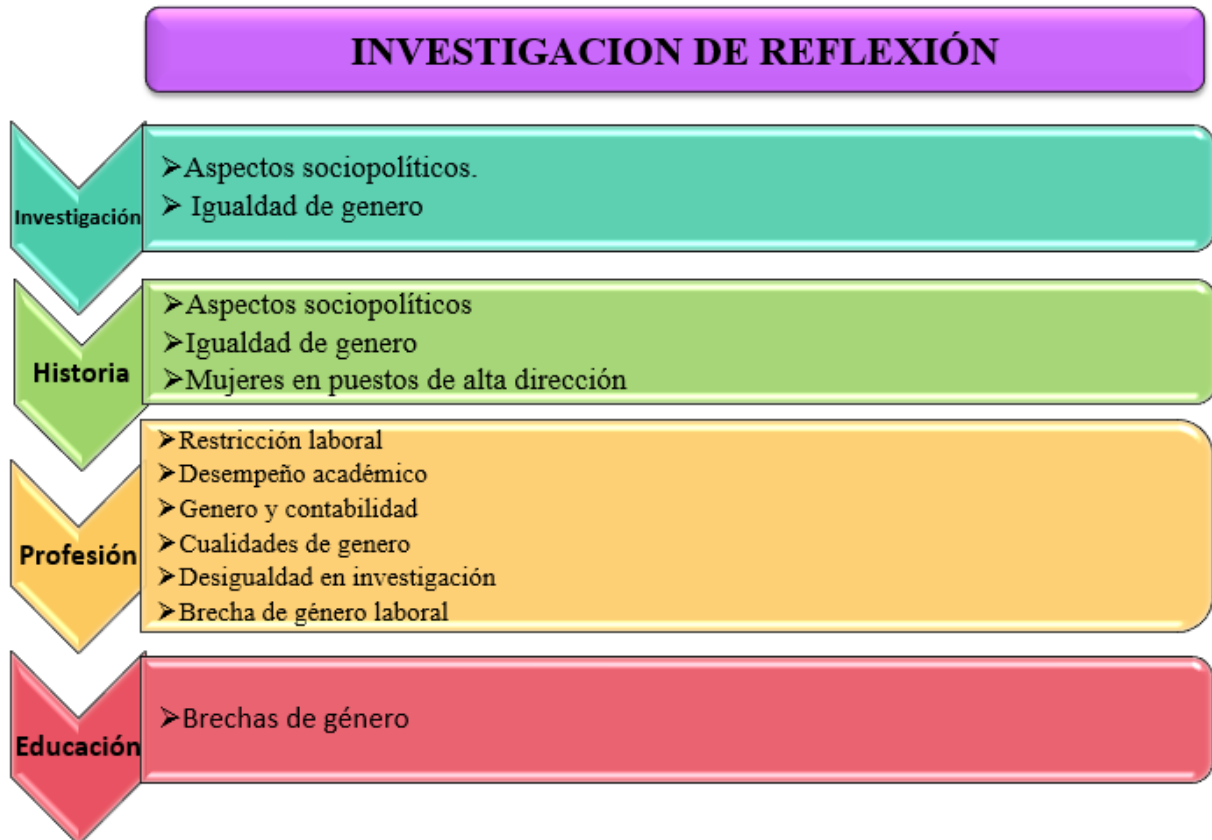 INVESTIGACION DE REFLEXIÓN
Investigación
➢Aspectos sociopolíticos.
➢ Igualdad de genero
Historia
➢Aspectos sociopolíticos
➢Igualdad de genero
➢Mujeres en puestos de alta dirección
Profesión
➢Restricción laboral
➢Desempeño académico
➢Genero y contabilidad
➢Cualidades de genero
➢Desigualdad en investigación
➢Brecha de género laboral
Educación
➢Brechas de género